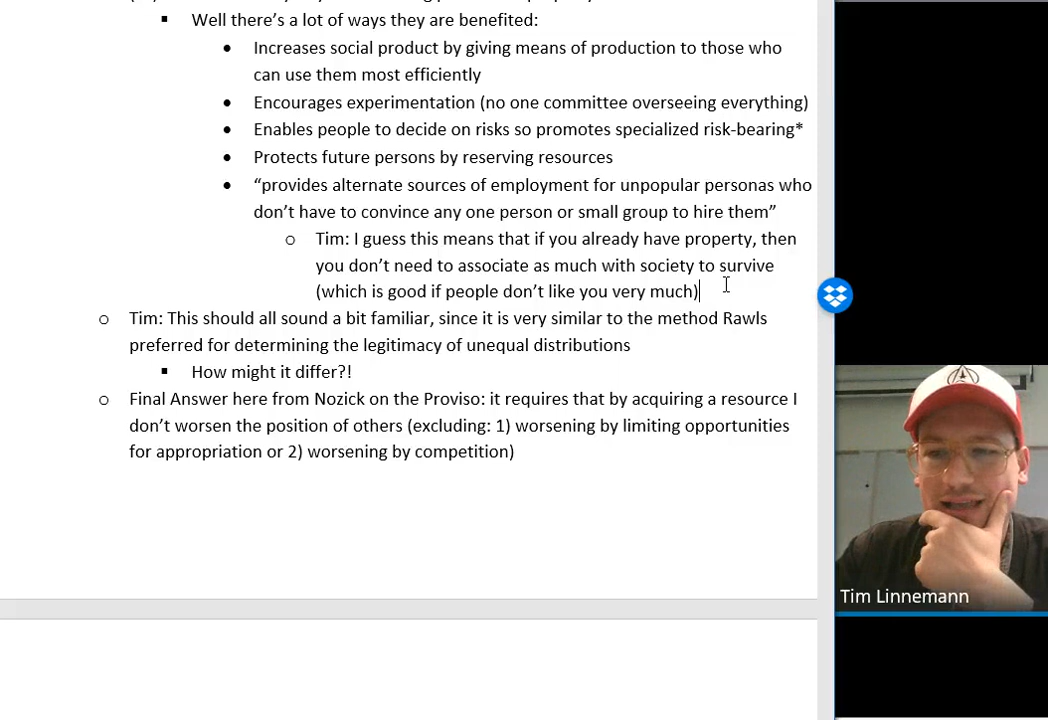 Well there’s a lot of ways they are benefited:
Increases social product by giving means of production to those who
can use them most efficiently
Encourages experimentation (no one committee overseeing everything)
Enables people to decide on risks so promotes specialized risk-bearing*
Protects future persons by reserving resources
“provides alternate sources of employment for unpopular personas who
don’t have to convince any one person or small group to hire them”
Tim: I guess this means that if you already have property, then
you don’t need to associate as much with society to survive
(which is good if people don’t like you very much)
Tim: This should all sound a bit familiar, since it is very similar to the method Rawls
preferred for determining the legitimacy of unequal distributions
How might it differ?!
Final Answer here from Nozick on the Proviso: it requires that by acquiring a resource I
don’t worsen the position of others (excluding: 1) worsening by limiting opportunities
for appropriation or 2) worsening by competition)
Tim Linnemann